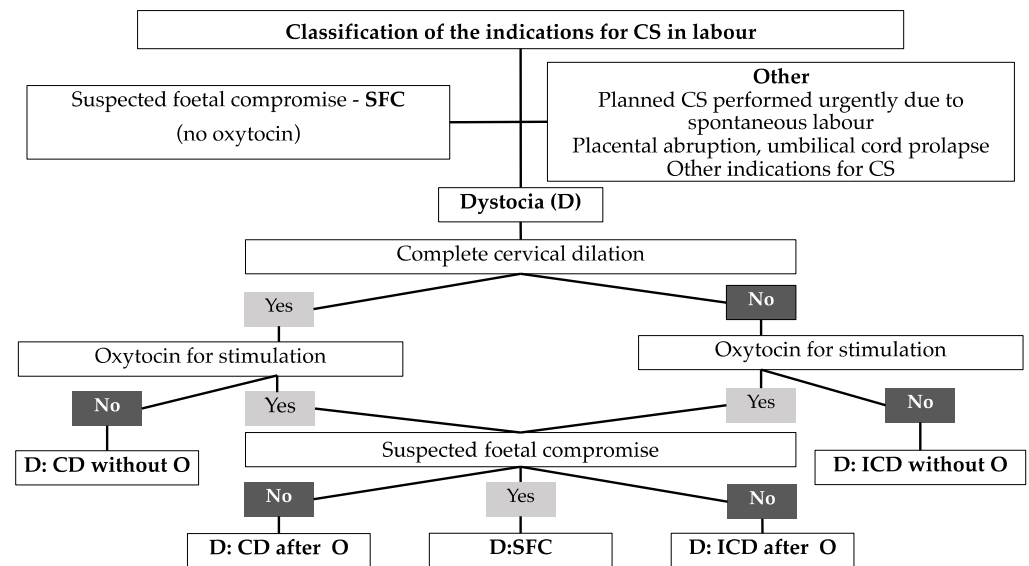 Classification of the indications for CS in labour
Suspected foetal compromise - SFC
(no oxytocin)
Other
Planned CS performed urgently due to
spontaneous labour
Placental abruption, umbilical cord prolapse
Other indications for CS
Dystocia (D)
Complete cervical dilation
Yes
No
Oxytocin for stimulation
Oxytocin for stimulation
No
Yes
Yes
No
D: CD without O
Suspected foetal compromise
D: ICD without O
No
Yes
No
D: CD after O
D:SFC
D: ICD after O